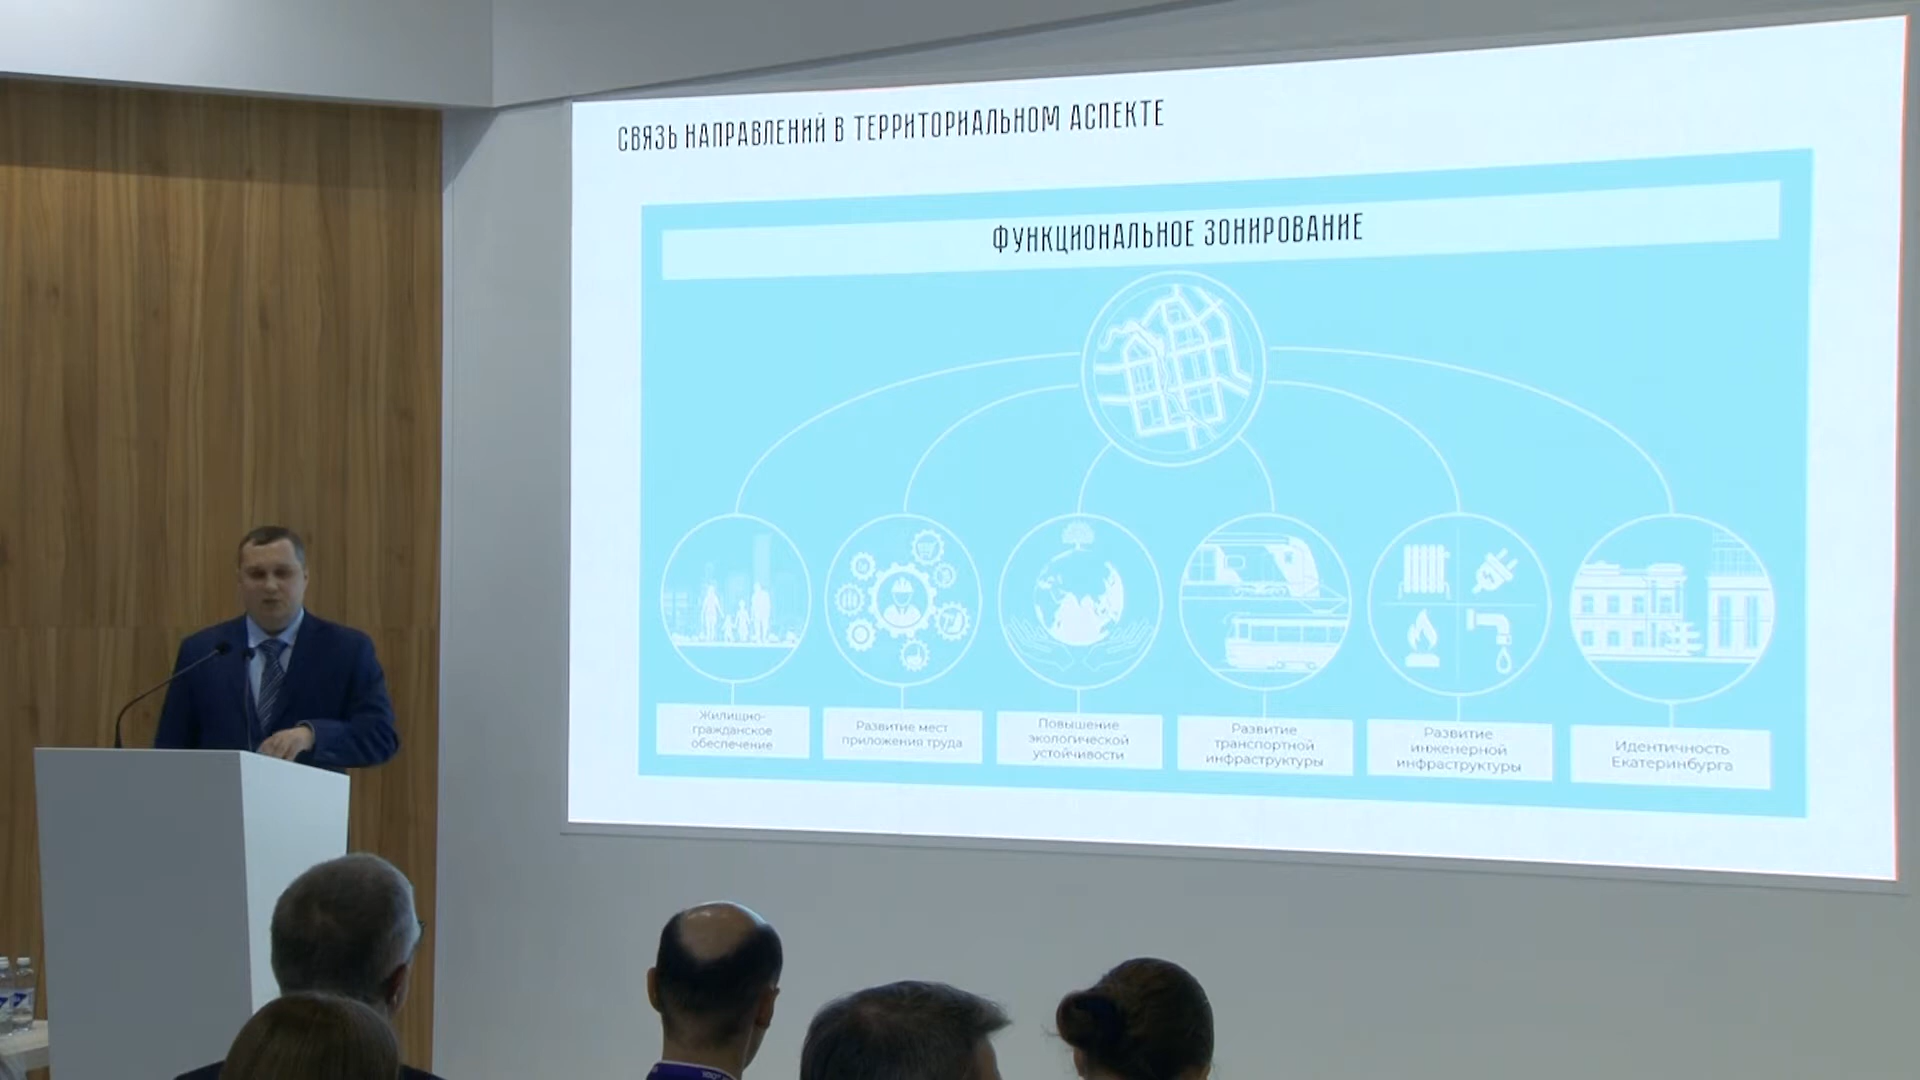 СВЯЗЬ НАПРАВЛЕНИЙ В ТЕРРИТОРИАЛЬНОМ АСПЕКТЕ
ФУНКЦИОНАЛЬНОЕ ЗОНИРОВАНИЕ
Жилищно-
гражданское
обеспечение
Развитие мест
приложения труда
Повышение
экологической
устойчивости
Развитие
транспортной
инфраструктуры
Развитие
инженерной
инфраструктуры
Идентичность
Екатеринбурга